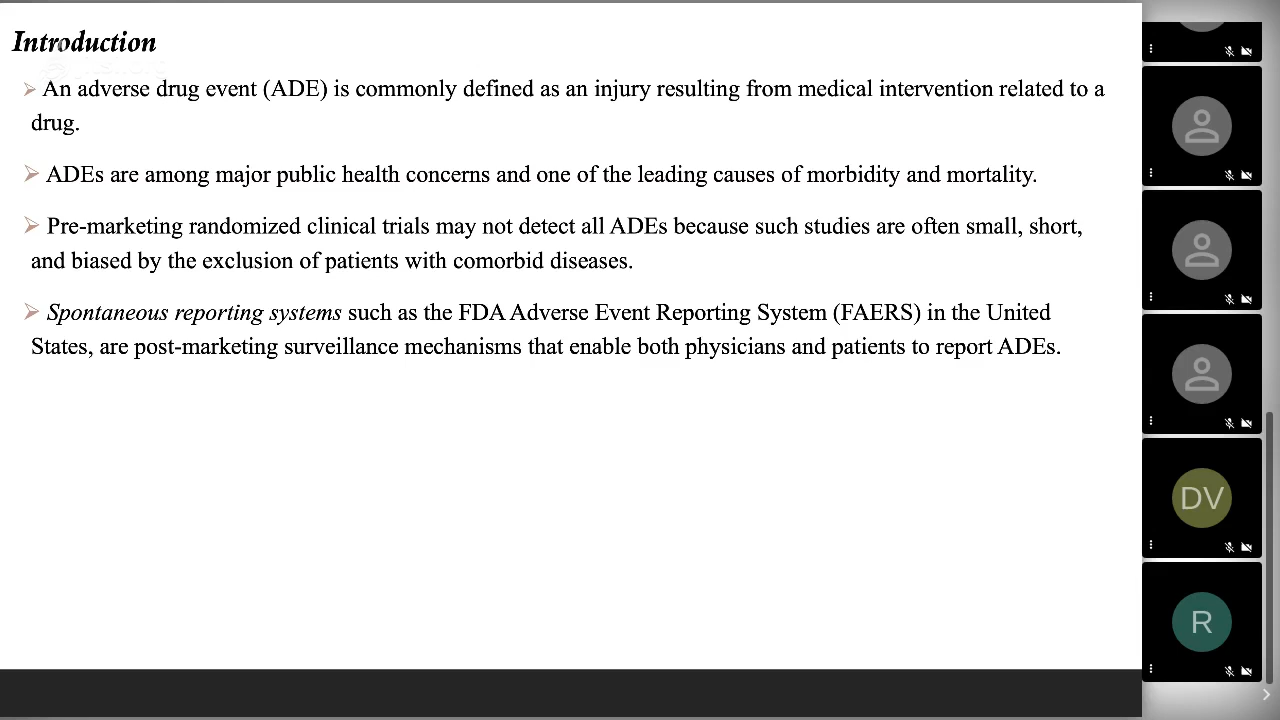 Introduction
➢ An adverse drug event (ADE) is commonly defined as an injury resulting from medical intervention related to a
drug.
➢ ADEs are among major public health concerns and one of the leading causes of morbidity and mortality.
➢ Pre-marketing randomized clinical trials may not detect all ADEs because such studies are often small, short,
and biased by the exclusion of patients with comorbid diseases.
➢ Spontaneous reporting systems such as the FDA Adverse Event Reporting System (FAERS) in the United
States, are post-marketing surveillance mechanisms that enable both physicians and patients to report ADEs.
DV
R